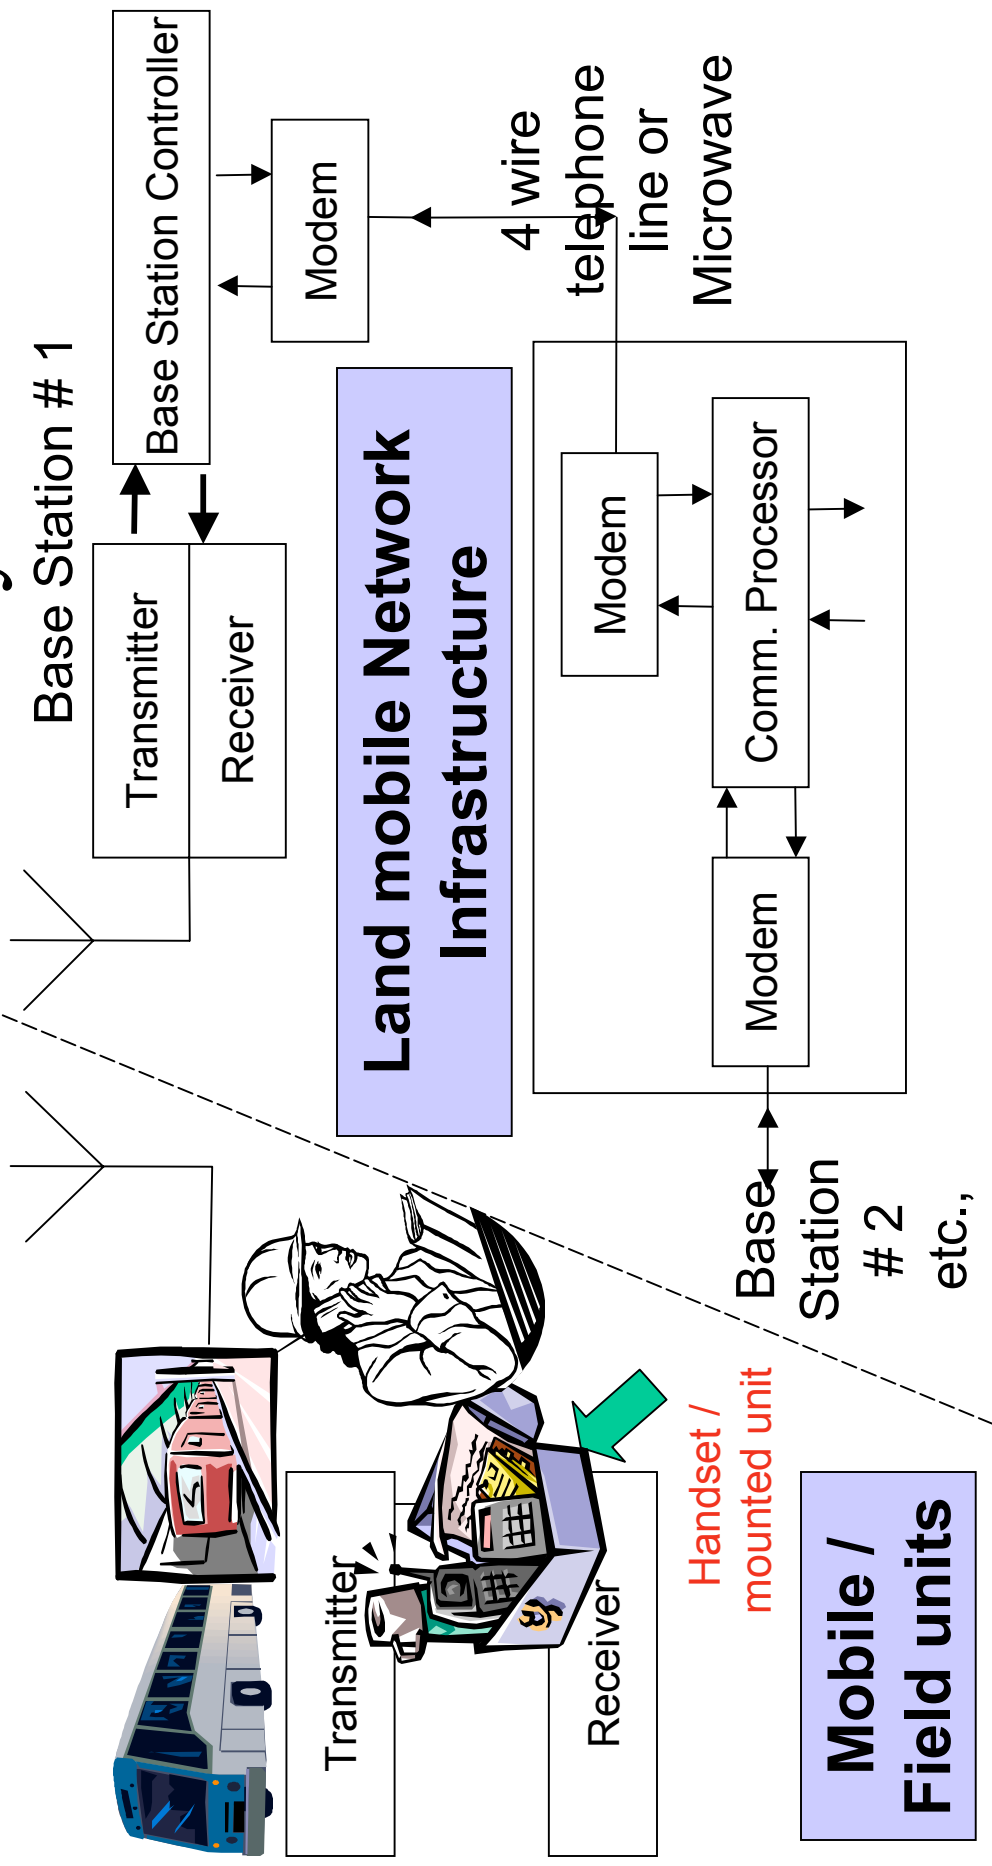 Base Station # 1
Transmitter
Receiver
Base Station Controller
Modem
4 wire
telephone
line or
Microwave
Land mobile Network
Infrastructure
Modem
Comm. Processor
Modem
Base
Station
# 2
etc.,
Transmitter
Receiver
Handset /
mounted unit
Mobile /
Field units